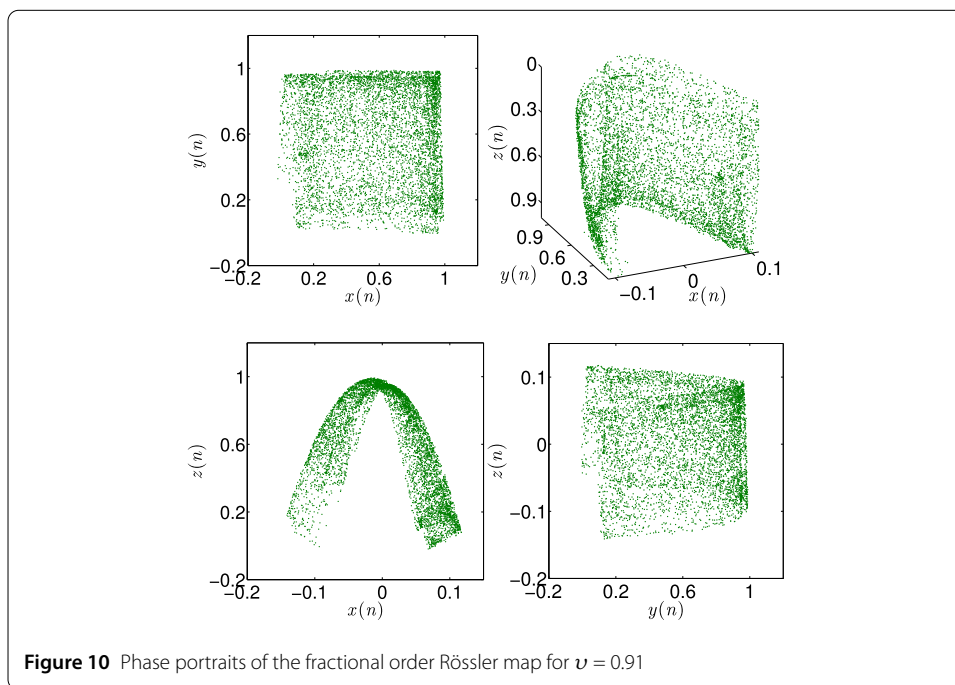 1
0.6
0.2
−0.2
−0.2 0.2 0.6 1
x(n)
y(n)
0
0.3
0.6
0.9
z(n)
0.9
0.6
0.3
y(n)
−0.1 0 0.1
x(n)
1
0.6
0.2
−0.2
−0.1 0 0.1
x(n)
z(n)
0.1
0
−0.1
−0.2
−0.2 0.2 0.6 1
y(n)
z(n)
Figure 10 Phase portraits of the fractional order Rössler map for υ = 0.91